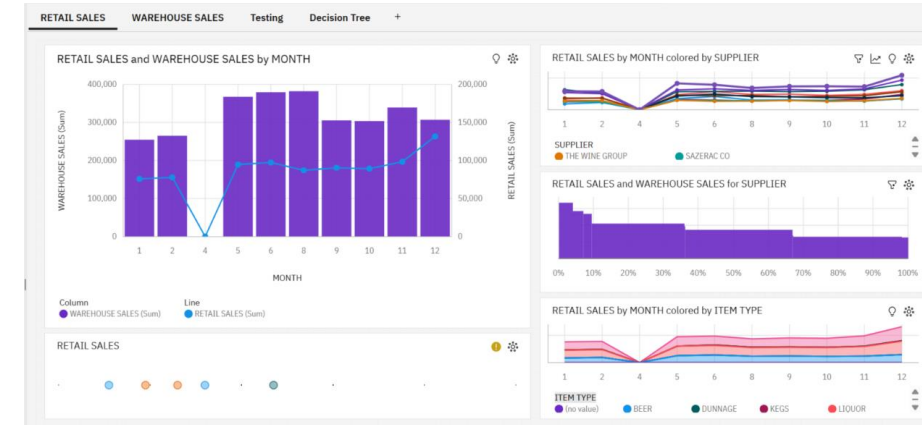 RETAIL SALES WAREHOUSE SALES Testing Decision Tree +
RETAIL SALES and WAREHOUSE SALES by MONTH
400,000 200,000
300,000 150,000
200,000 100,000
100,000 50,000
0 0
WAREHOUSE SALES (Sum)
RETAIL SALES (Sum)
1 2 4 5 6 7 8 9 10 11 12
MONTH
Column Line
WAREHOUSE SALES (Sum) RETAIL SALES (Sum)
RETAIL SALES
RETAIL SALES by MONTH colored by SUPPLIER
1 2 4 5 6 8 9 10 11 12
SUPPLIER
THE WINE GROUP SAZERAC CO
RETAIL SALES and WAREHOUSE SALES for SUPPLIER
0% 10% 20% 30% 40% 50% 60% 70% 80% 90% 100%
RETAIL SALES by MONTH colored by ITEM TYPE
1 2 4 5 6 8 9 10 11 12
ITEM TYPE
(no value) BEER DUNNAGE KEGS LIQUOR